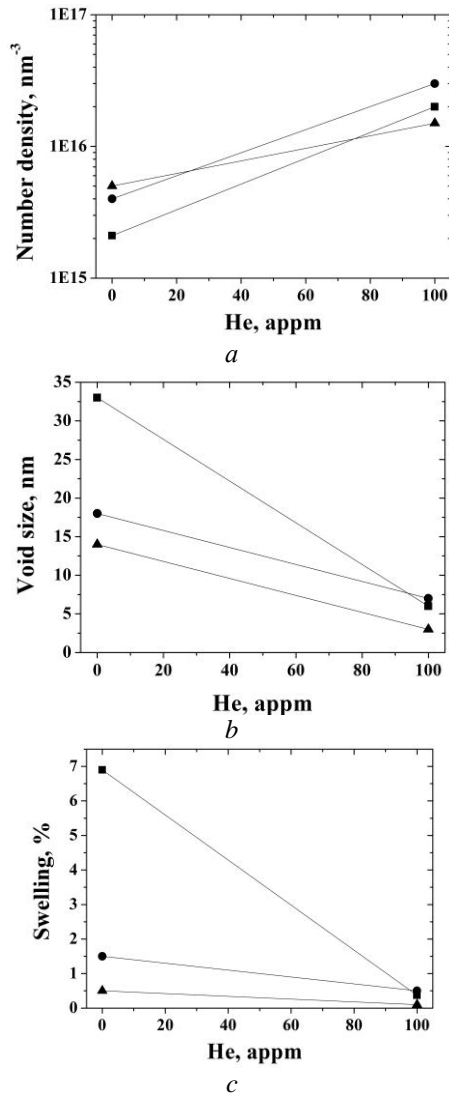 1E17
1E16
1E15
Number density, nm⁻³
0 20 40 60 80 100
He, appm
a
35
30
25
20
15
10
5
0
Void size, nm
0 20 40 60 80 100
He, appm
b
7
6
5
4
3
2
1
0
Swelling, %
0 20 40 60 80 100
He, appm
c